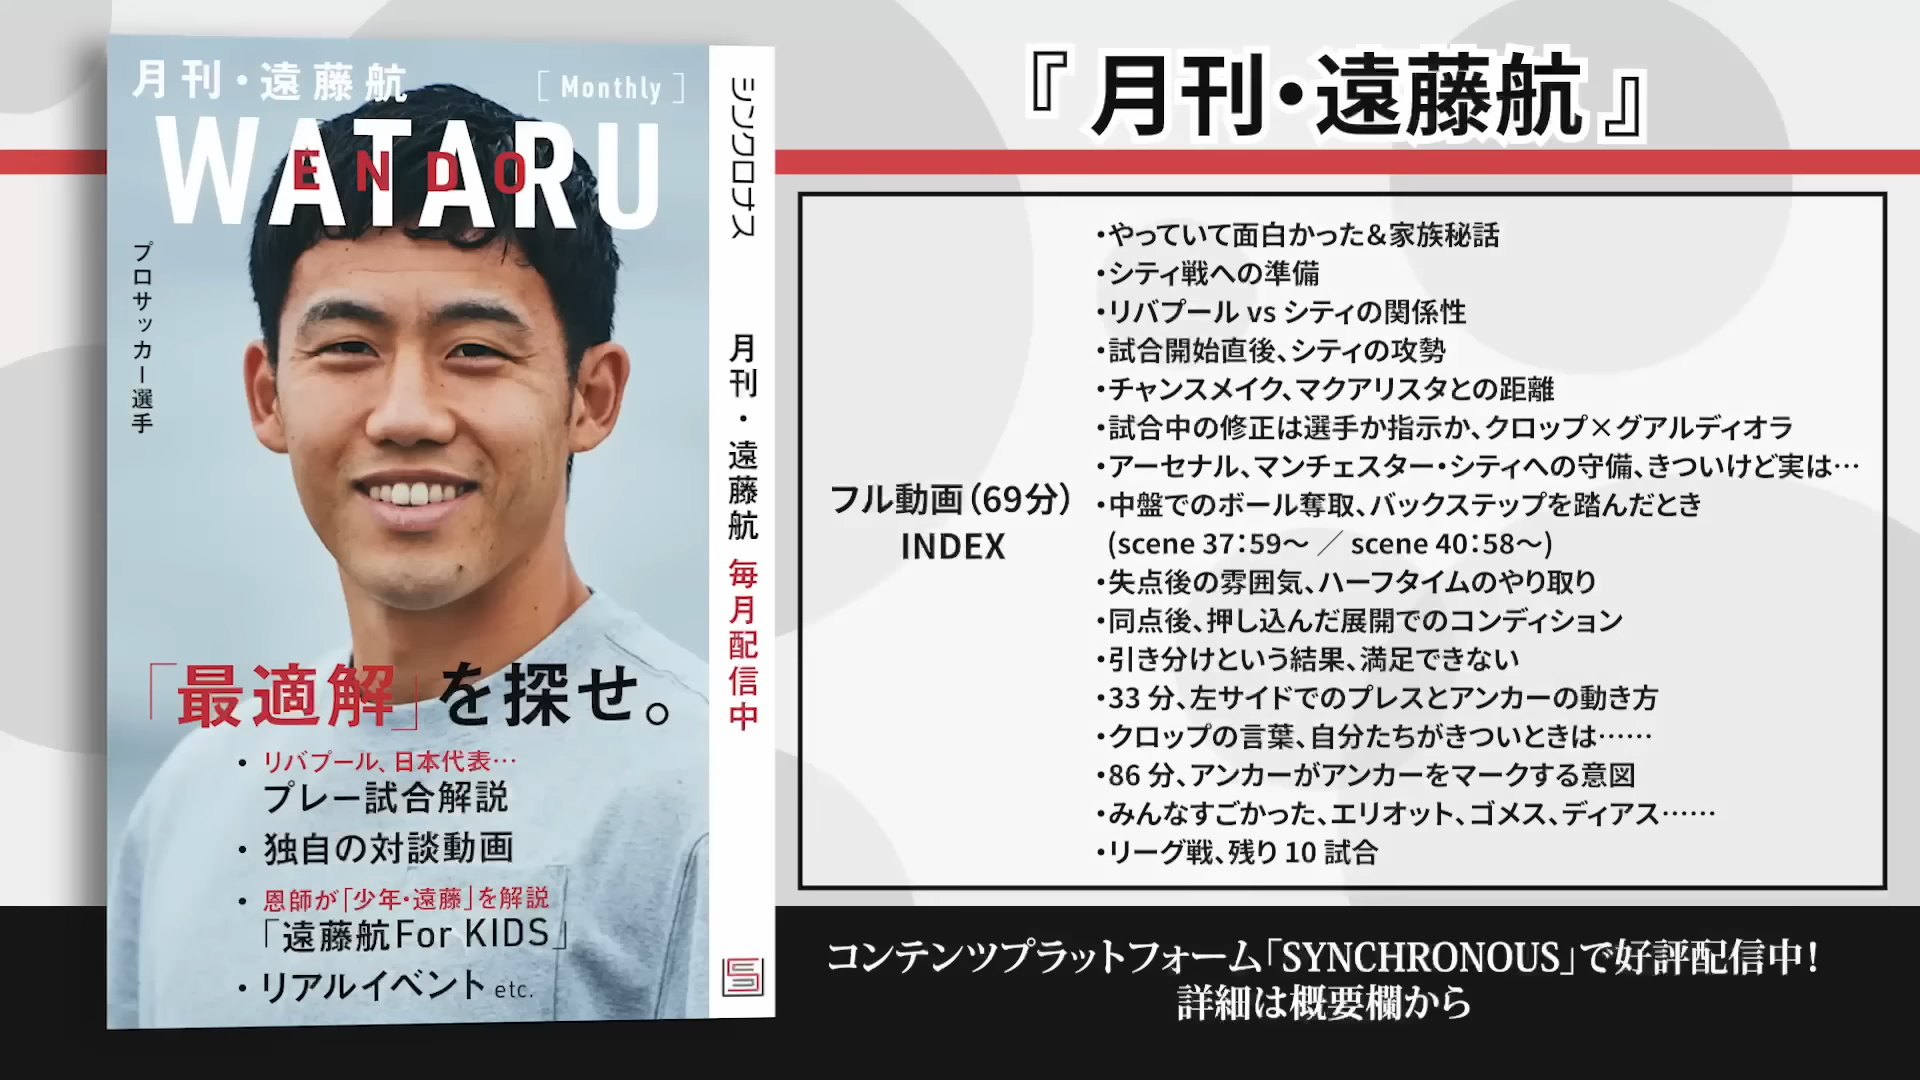 月刊・遠藤航
[Monthly]
WATARU
ENDO
プロサッカー選手
「最適解」を探せ。
・リバプール、日本代表…
プレー試合解説
・独自の対談動画
・恩師が「少年・遠藤」を解説
「遠藤航For KIDS」
・リアルイベント etc.
シンクロナス
月刊・遠藤航 毎月配信中
『月刊・遠藤航』
フル動画(69分)
INDEX
・やっていて面白かった&家族秘話
・シティ戦への準備
・リバプール vs シティの関係性
・試合開始直後、シティの攻勢
・チャンスメイク、マクアリスタとの距離
・試合中の修正は選手か指示か、クロップ×グアルディオラ
・アーセナル、マンチェスター・シティへの守備、きついけど実は…
・中盤でのボール奪取、バックステップを踏んだとき
(scene 37:59〜 ／ scene 40:58〜)
・失点後の雰囲気、ハーフタイムのやり取り
・同点後、押し込んだ展開でのコンディション
・引き分けという結果、満足できない
・33 分、左サイドでのプレスとアンカーの動き方
・クロップの言葉、自分たちがきついときは……
・86 分、アンカーがアンカーをマークする意図
・みんなすごかった、エリオット、ゴメス、ディアス……
・リーグ戦、残り 10 試合
コンテンツプラットフォーム「SYNCHRONOUS」で好評配信中！
詳細は概要欄から